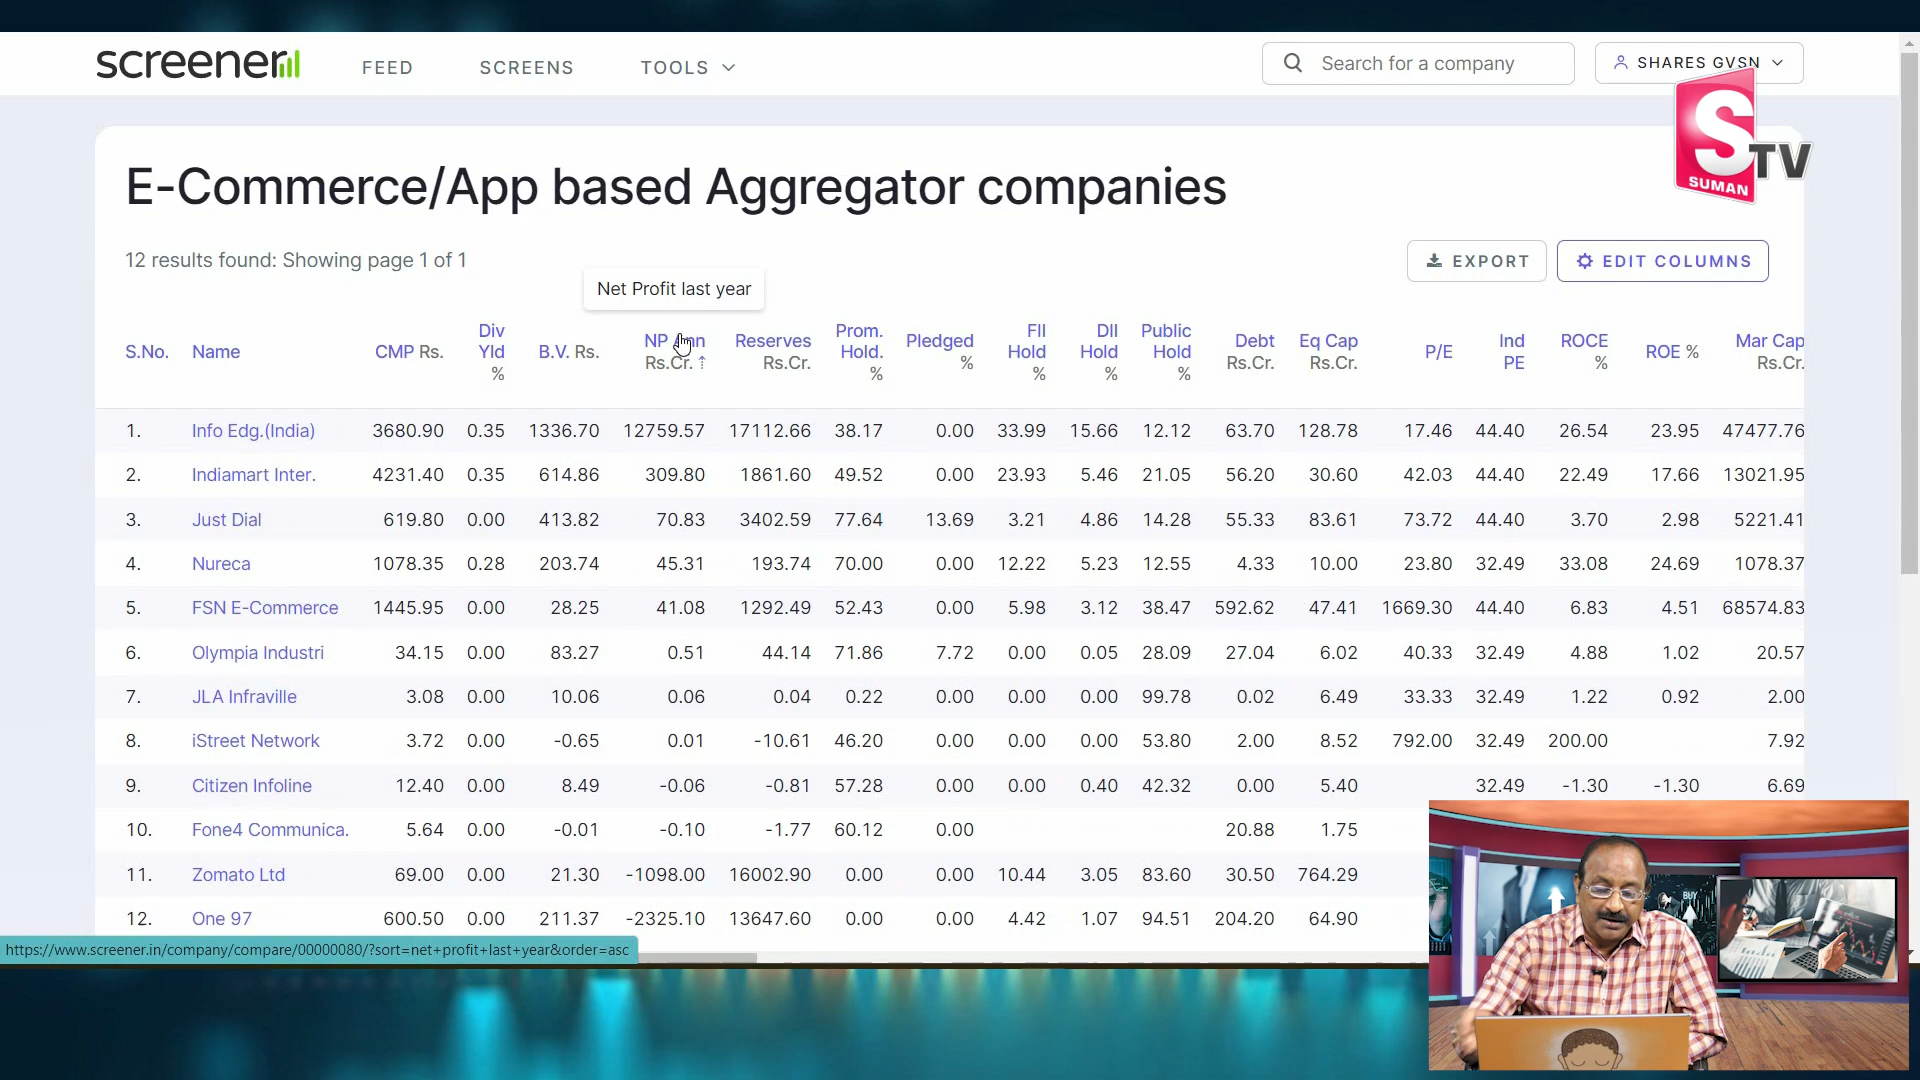 screener
FEED
SCREENS
TOOLS
Search for a company
SHARES GVSN
S TV
SUMAN
E-Commerce/App based Aggregator companies
12 results found: Showing page 1 of 1
EXPORT
EDIT COLUMNS
Net Profit last year
S.No. Name CMP Rs. Div Yld % B.V. Rs. NP Rs.Cr. ⇡ Reserves Rs.Cr. Prom. Hold. % Pledged % FII Hold % DII Hold % Public Hold % Debt Rs.Cr. Eq Cap Rs.Cr. P/E Ind PE ROCE % ROE % Mar Cap Rs.Cr.
1. Info Edg.(India) 3680.90 0.35 1336.70 12759.57 17112.66 38.17 0.00 33.99 15.66 12.12 63.70 128.78 17.46 44.40 26.54 23.95 47477.76
2. Indiamart Inter. 4231.40 0.35 614.86 309.80 1861.60 49.52 0.00 23.93 5.46 21.05 56.20 30.60 42.03 44.40 22.49 17.66 13021.95
3. Just Dial 619.80 0.00 413.82 70.83 3402.59 77.64 13.69 3.21 4.86 14.28 55.33 83.61 73.72 44.40 3.70 2.98 5221.41
4. Nureca 1078.35 0.28 203.74 45.31 193.74 70.00 0.00 12.22 5.23 12.55 4.33 10.00 23.80 32.49 33.08 24.69 1078.37
5. FSN E-Commerce 1445.95 0.00 28.25 41.08 1292.49 52.43 0.00 5.98 3.12 38.47 592.62 47.41 1669.30 44.40 6.83 4.51 68574.83
6. Olympia Industri 34.15 0.00 83.27 0.51 44.14 71.86 7.72 0.00 0.05 28.09 27.04 6.02 40.33 32.49 4.88 1.02 20.57
7. JLA Infraville 3.08 0.00 10.06 0.06 0.04 0.22 0.00 0.00 0.00 99.78 0.02 6.49 33.33 32.49 1.22 0.92 2.00
8. iStreet Network 3.72 0.00 -0.65 0.01 -10.61 46.20 0.00 0.00 0.00 53.80 2.00 8.52 792.00 32.49 200.00 7.92
9. Citizen Infoline 12.40 0.00 8.49 -0.06 -0.81 57.28 0.00 0.00 0.40 42.32 0.00 5.40 32.49 -1.30 -1.30 6.69
10. Fone4 Communica. 5.64 0.00 -0.01 -0.10 -1.77 60.12 0.00 20.88 1.75
11. Zomato Ltd 69.00 0.00 21.30 -1098.00 16002.90 0.00 0.00 10.44 3.05 83.60 30.50 764.29
12. One 97 600.50 0.00 211.37 -2325.10 13647.60 0.00 0.00 4.42 1.07 94.51 204.20 64.90
https://www.screener.in/company/compare/00000080/?sort=net+profit+last+year&order=asc
BUY